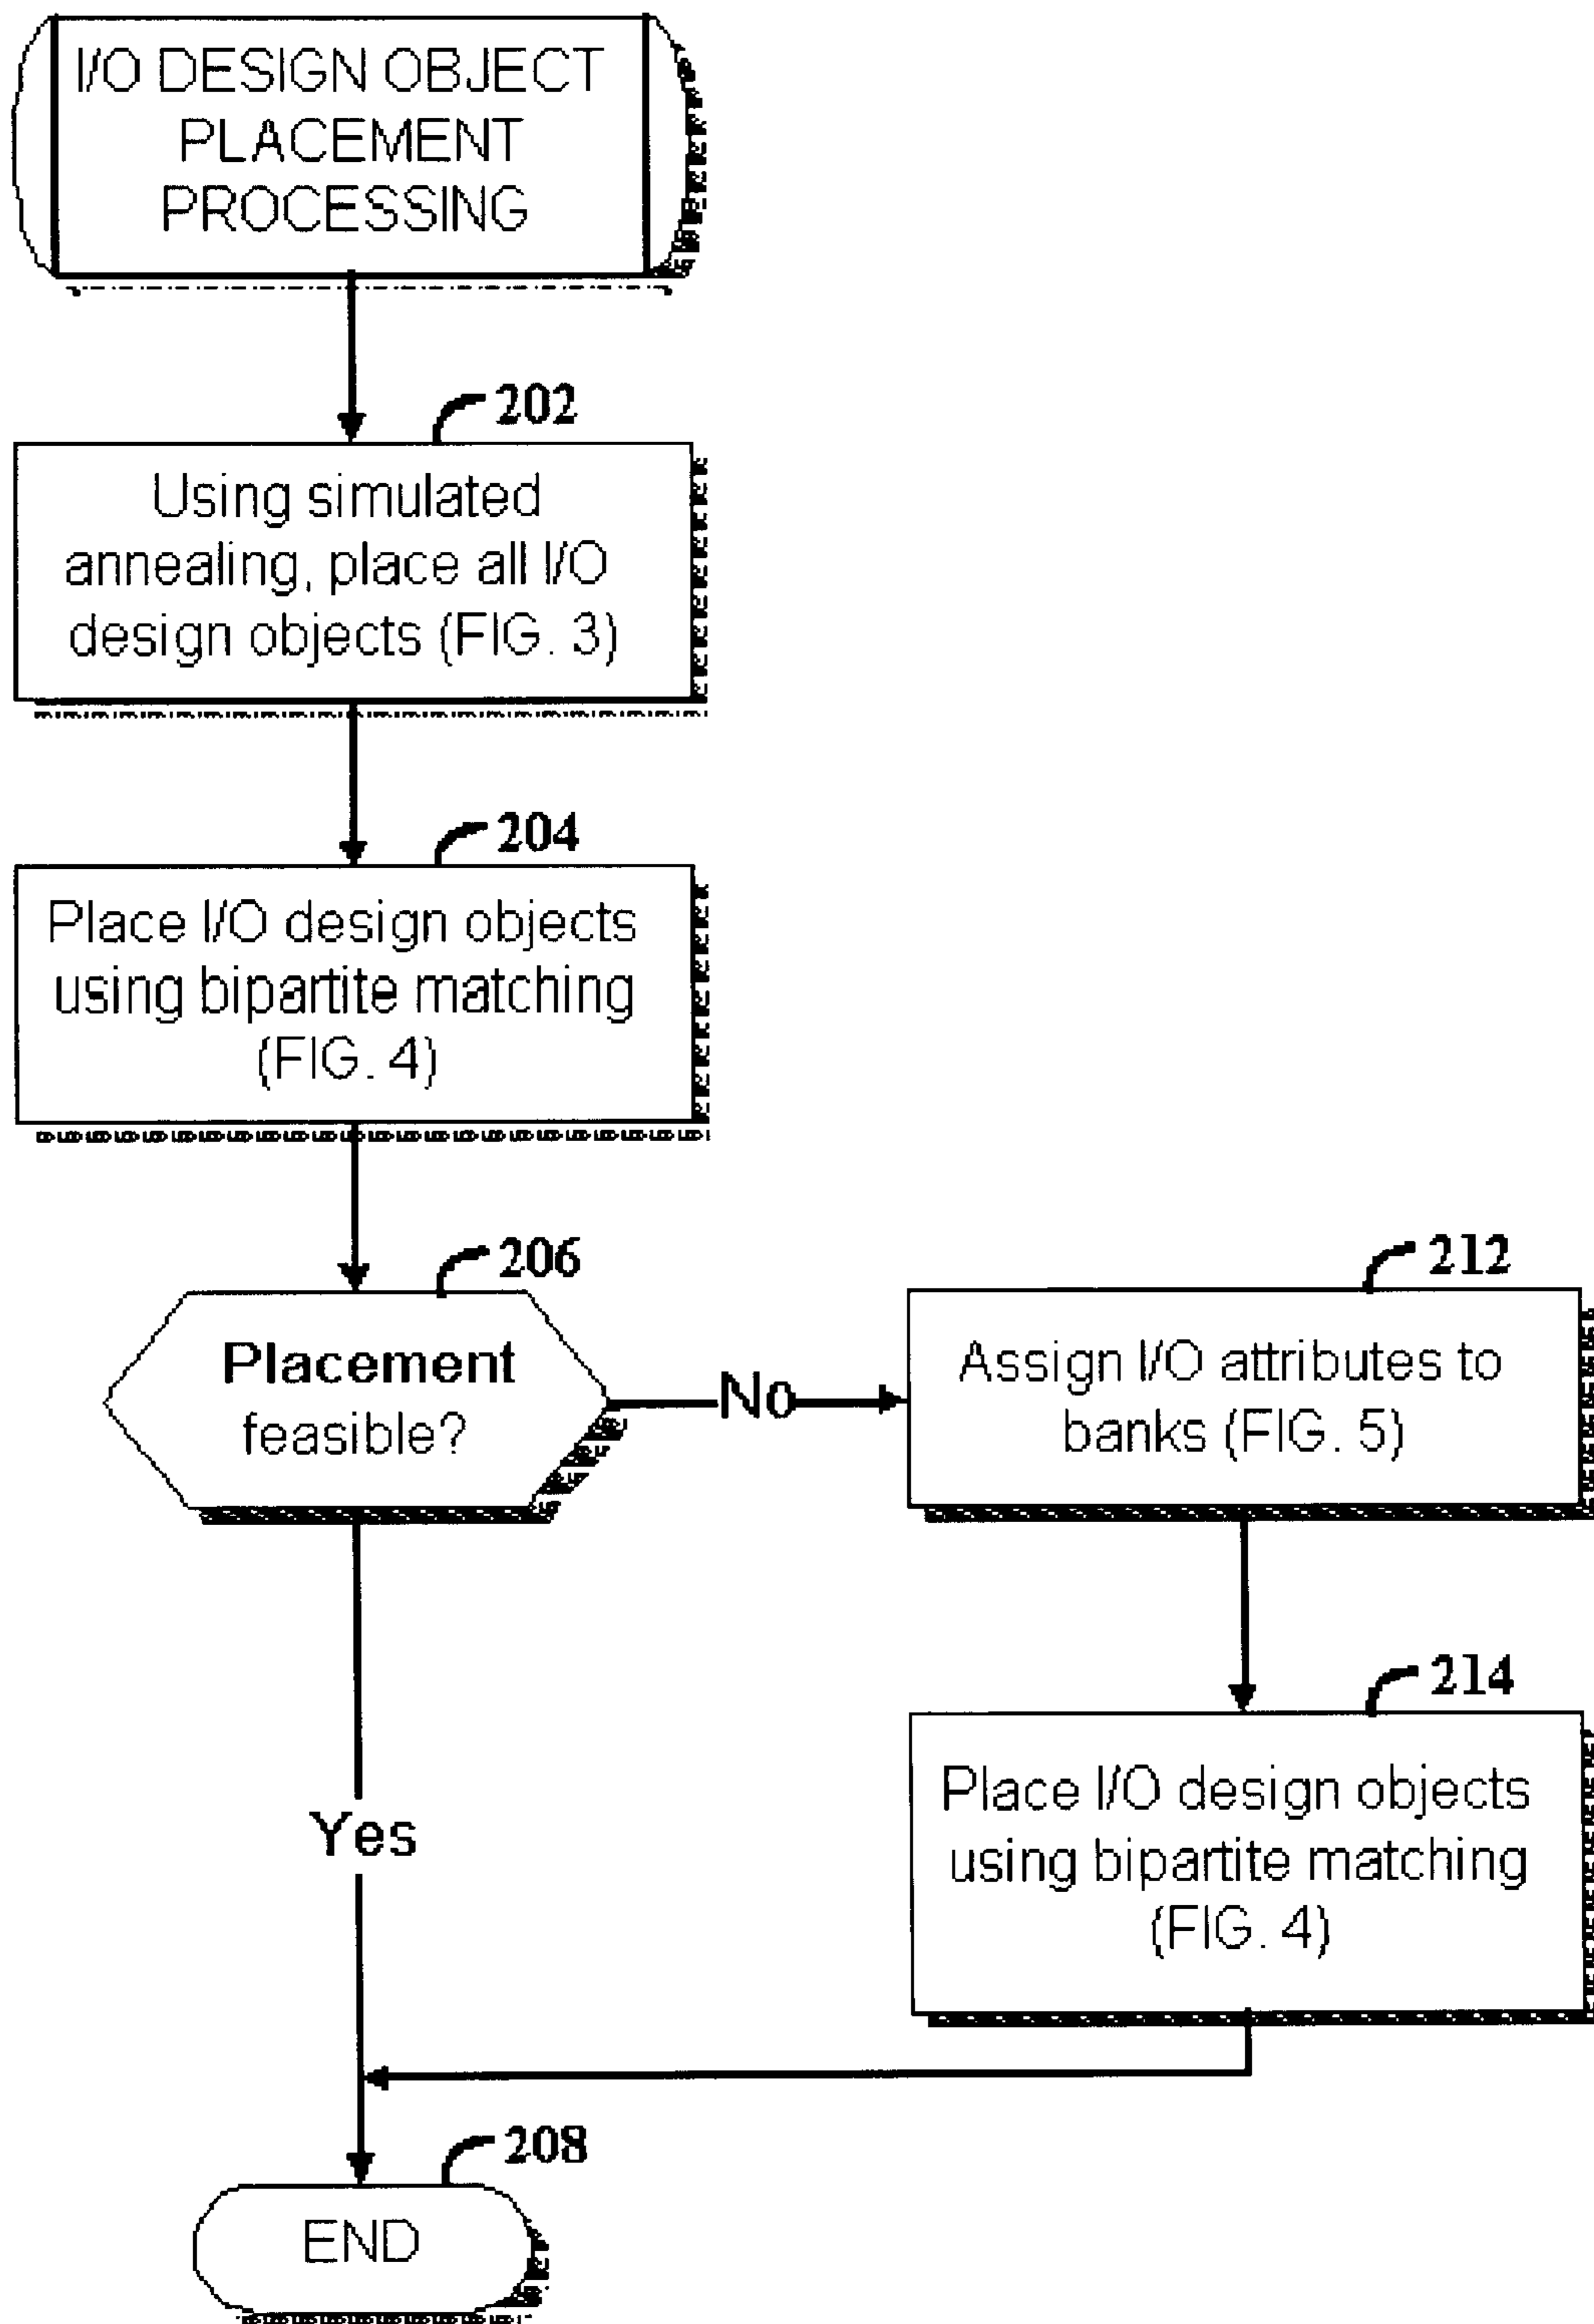 I/O DESIGN OBJECT
PLACEMENT
PROCESSING
202
Using simulated
annealing, place all I/O
design objects (FIG. 3)
204
Place I/O design objects
using bipartite matching
(FIG. 4)
206
Placement
feasible?
No
212
Assign I/O attributes to
banks (FIG. 5)
214
Place I/O design objects
using bipartite matching
(FIG. 4)
Yes
208
END